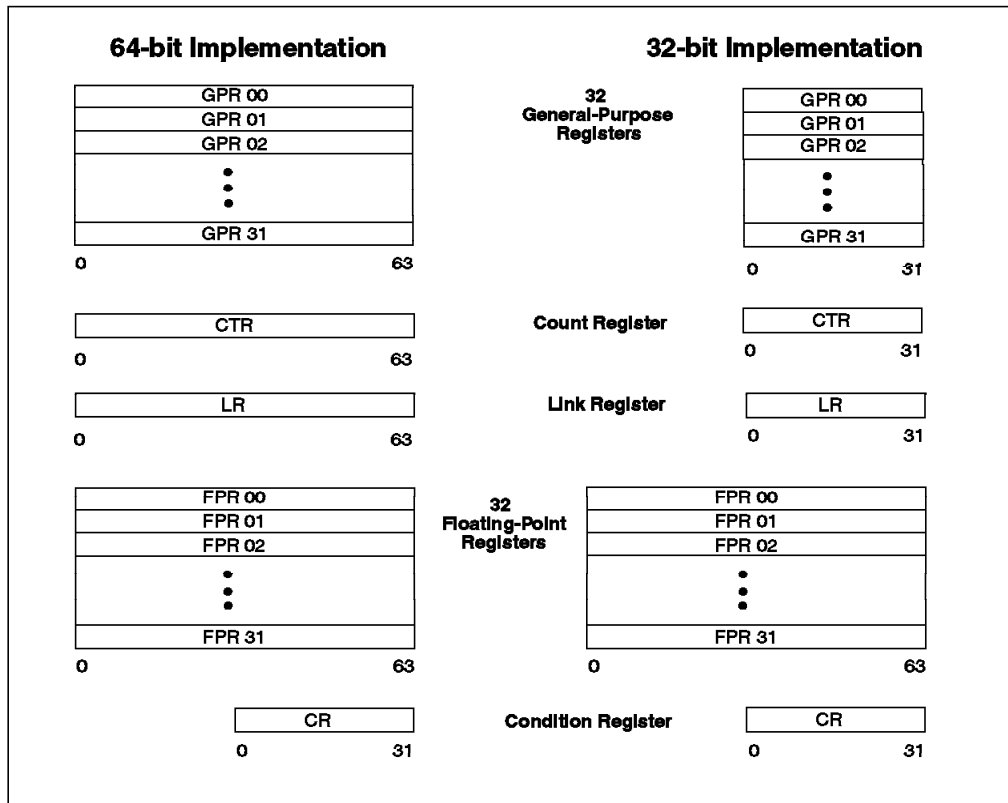 64-bit Implementation
32-bit Implementation
GPR 00
GPR 01
GPR 02
GPR 31
0 63
32
General-Purpose
Registers
GPR 00
GPR 01
GPR 02
GPR 31
0 31
CTR
0 63
Count Register
CTR
0 31
LR
0 63
Link Register
LR
0 31
FPR 00
FPR 01
FPR 02
FPR 31
0 63
32
Floating-Point
Registers
FPR 00
FPR 01
FPR 02
FPR 31
0 63
CR
0 31
Condition Register
CR
0 31